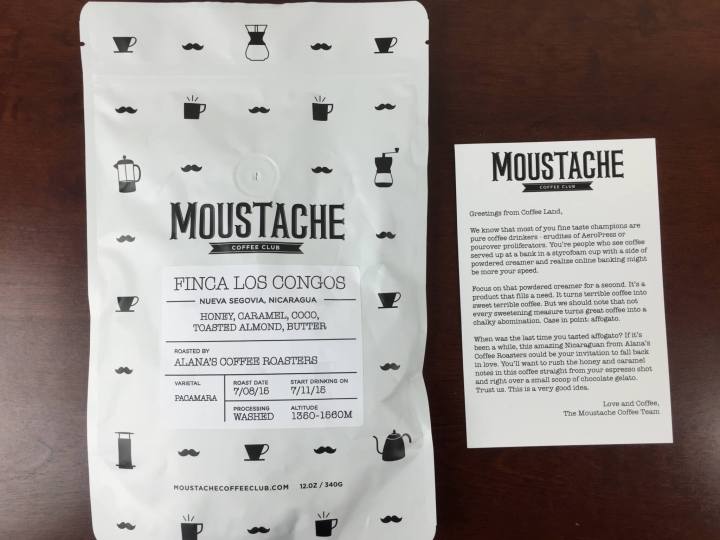 MOUSTACHE
COFFEE CLUB
FINCA LOS CONGOS
NUEVA SEGOVIA, NICARAGUA
HONEY, CARAMEL, COCO,
TOASTED ALMOND, BUTTER
ROASTED BY
ALANA'S COFFEE ROASTERS
VARIETAL
PACAMARA
ROAST DATE
7/08/15
START DRINKING ON
7/11/15
PROCESSING
WASHED
ALTITUDE
1350-1560M
MOUSTACHECOFFEECLUB.COM 12.OZ / 340G
MOUSTACHE
COFFEE CLUB
Greetings from Coffee Land,
We know that most of you fine taste champions are
pure coffee drinkers - erudites of AeroPress or
pourover proliferators. You're people who see coffee
served up at a bank in a styrofoam cup with a side of
powdered creamer and realize online banking might
be more your speed.
Focus on that powdered creamer for a second. It's a
product that fills a need. It turns terrible coffee into
sweet terrible coffee. But we should note that not
every sweetening measure turns great coffee into a
chalky abomination. Case in point: affogato.
When was the last time you tasted affogato? If it's
been a while, this amazing Nicaraguan from Alana's
Coffee Roasters could be your invitation to fall back
in love. You'll want to rush the honey and caramel
notes in this coffee straight from your espresso shot
and right over a small scoop of chocolate gelato.
Trust us. This is a very good idea.
Love and Coffee,
The Moustache Coffee Team